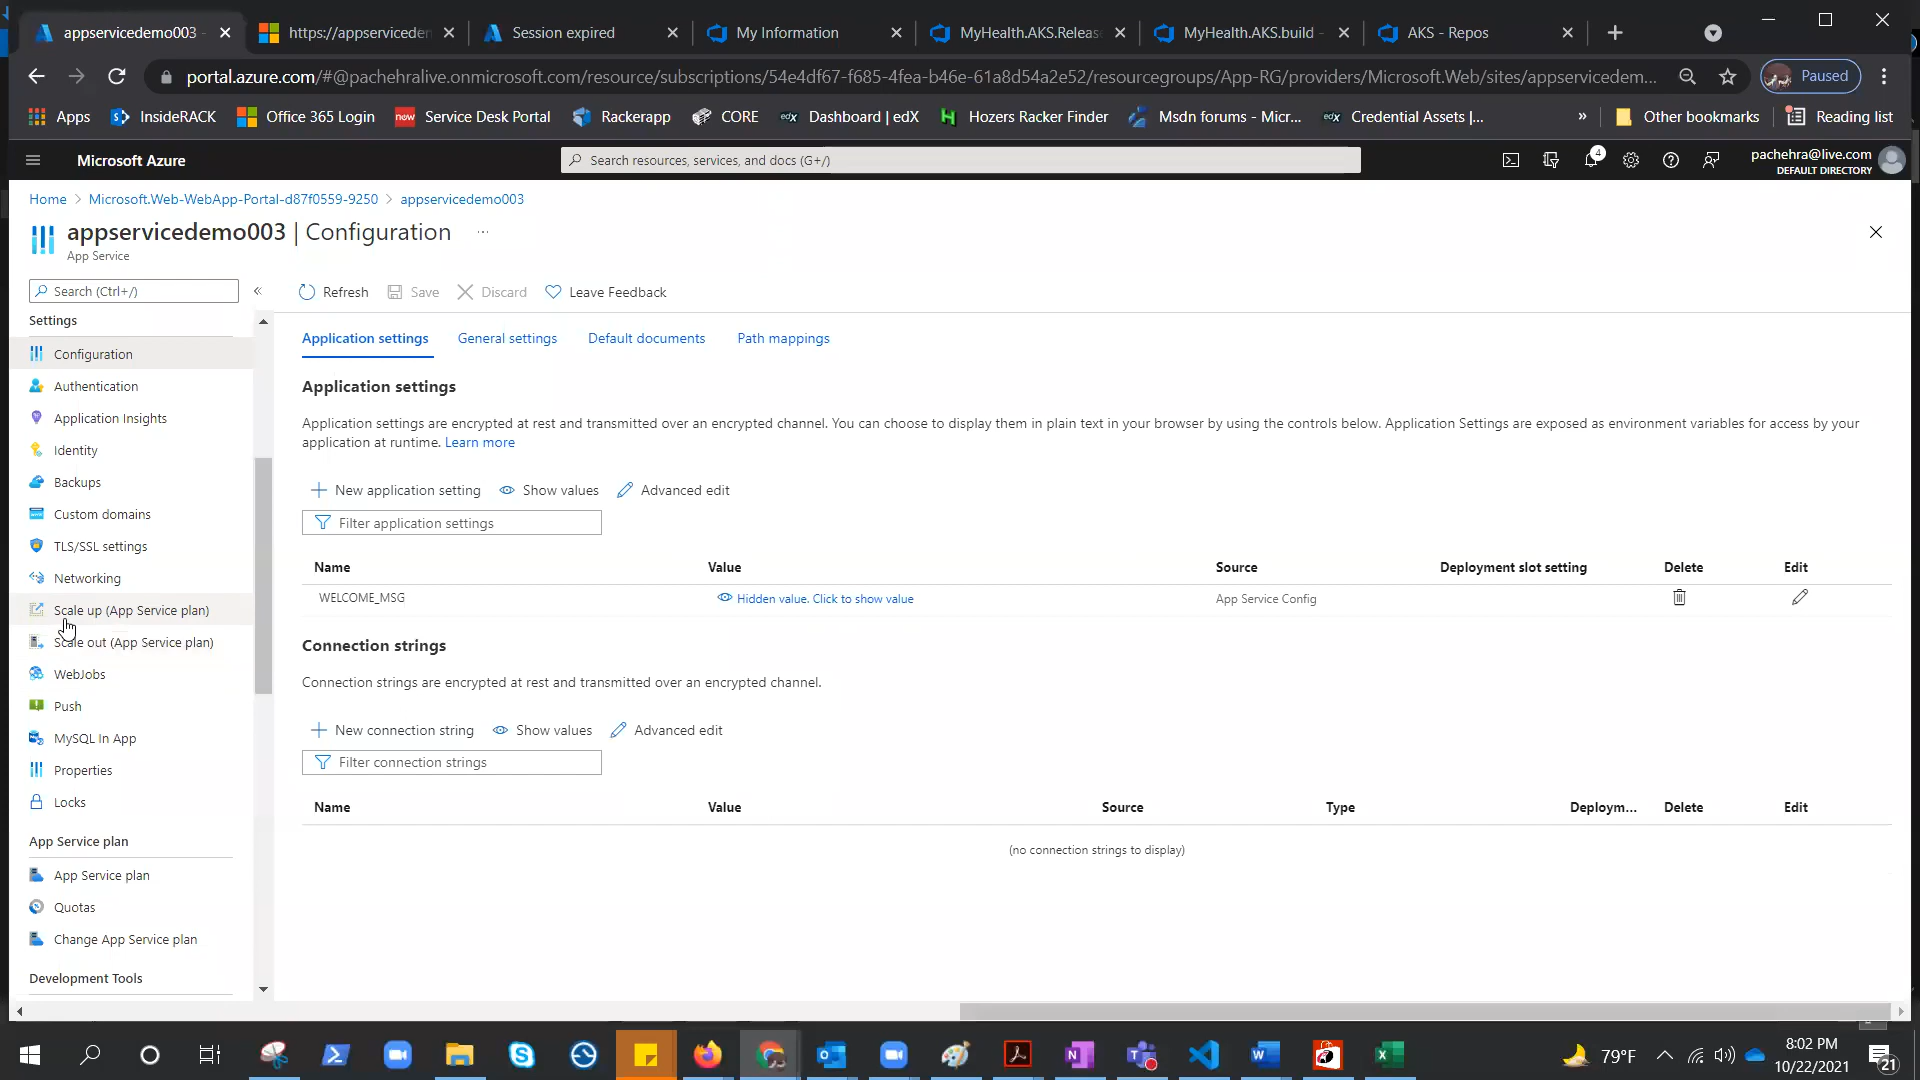 appservicedemo003 -
https://appserviceden
Session expired
My Information
MyHealth.AKS.Release
MyHealth.AKS.build -
AKS - Repos
portal.azure.com/#@pachehralive.onmicrosoft.com/resource/subscriptions/54e4df67-f685-4fea-b46e-61a8d54a2e52/resourcegroups/App-RG/providers/Microsoft.Web/sites/appservicedem...
Paused
Apps
InsideRACK
Office 365 Login
now
Service Desk Portal
Rackerapp
CORE
edX
Dashboard | edX
Hozers Racker Finder
Msdn forums - Micr...
edX
Credential Assets |...
»
Other bookmarks
Reading list
Microsoft Azure
Search resources, services, and docs (G+/)
4
pachehra@live.com
DEFAULT DIRECTORY
Home > Microsoft.Web-WebApp-Portal-d87f0559-9250 > appservicedemo003
appservicedemo003 | Configuration ...
App Service
Search (Ctrl+/)
«
Refresh
Save
Discard
Leave Feedback
Settings
Configuration
Authentication
Application Insights
Identity
Backups
Custom domains
TLS/SSL settings
Networking
Scale up (App Service plan)
Scale out (App Service plan)
WebJobs
Push
MySQL In App
Properties
Locks
App Service plan
App Service plan
Quotas
Change App Service plan
Development Tools
Application settings
General settings
Default documents
Path mappings
Application settings
Application settings are encrypted at rest and transmitted over an encrypted channel. You can choose to display them in plain text in your browser by using the controls below. Application Settings are exposed as environment variables for access by your
application at runtime. Learn more
New application setting
Show values
Advanced edit
Filter application settings
Name Value Source Deployment slot setting Delete Edit
WELCOME_MSG Hidden value. Click to show value App Service Config
Connection strings
Connection strings are encrypted at rest and transmitted over an encrypted channel.
New connection string
Show values
Advanced edit
Filter connection strings
Name Value Source Type Deploym... Delete Edit
(no connection strings to display)
79°F
8:02 PM
10/22/2021
21